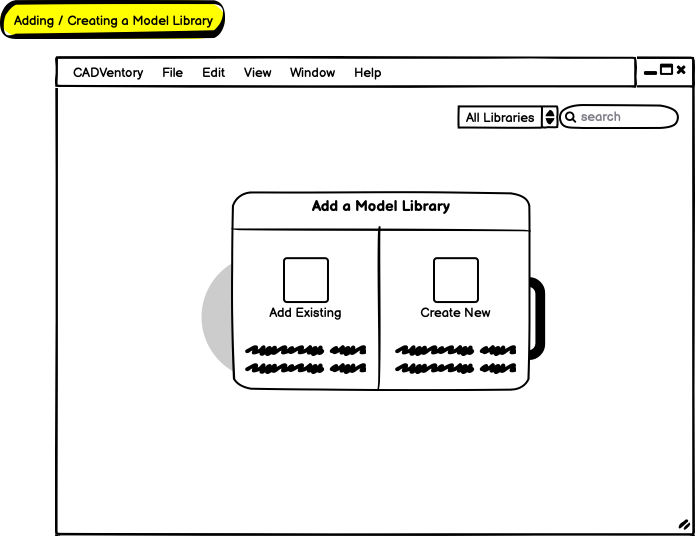 Adding / Creating a Model Library
CADVentory File Edit View Window Help
All Libraries search
Add a Model Library
Add Existing Create New